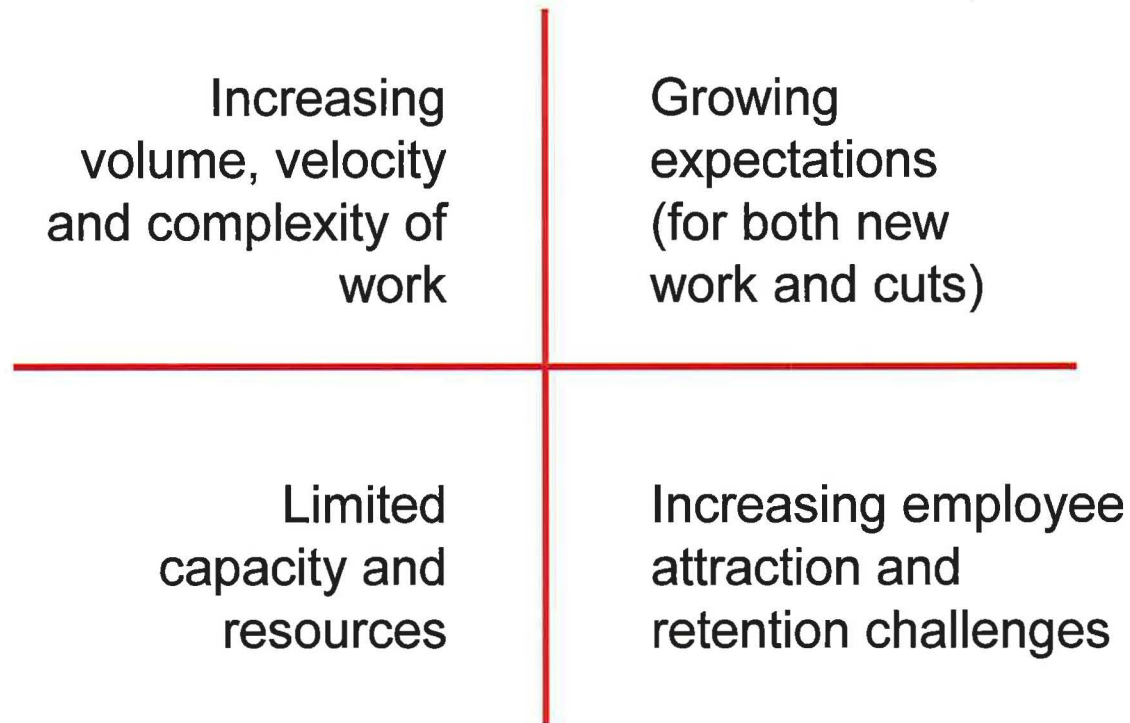 Increasing
volume, velocity
and complexity of
work
Growing
expectations
(for both new
work and cuts)
Limited
capacity and
resources
Increasing employee
attraction and
retention challenges